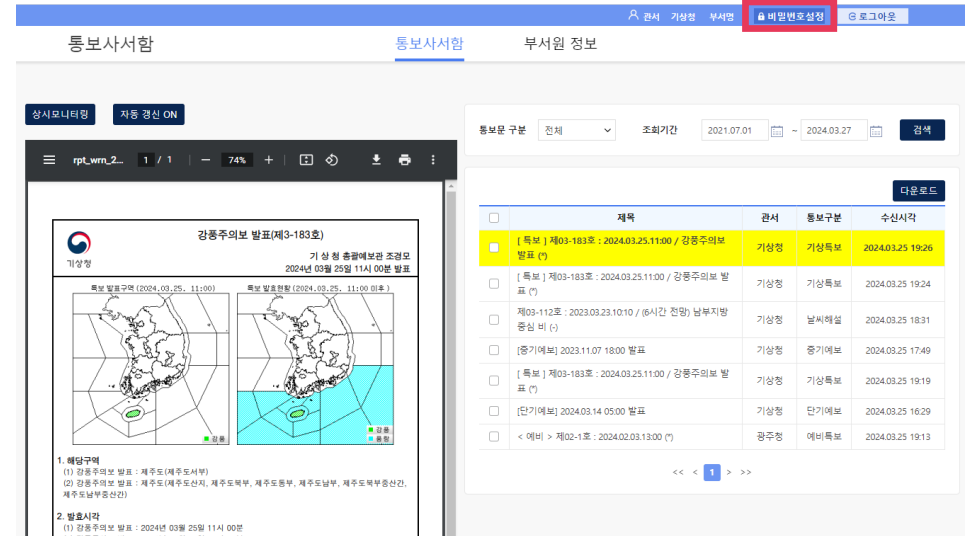 관서 기상청 부서명 비밀번호설정 로그아웃
통보사서함 통보사서함 부서원 정보
상시모니터링 자동 갱신 ON
통보문 구분 전체 조회기간 2021.07.01 ~ 2024.03.27 검색
rpt_wrn_2... 1 / 1 74%
다운로드
제목 관서 통보구분 수신시각
[ 특보 ] 제03-183호 : 2024.03.25.11:00 / 강풍주의보
발표 (*) 기상청 기상특보 2024.03.25 19:26
[ 특보 ] 제03-183호 : 2024.03.25.11:00 / 강풍주의보 발
표 (*) 기상청 기상특보 2024.03.25 19:24
제03-112호 : 2023.03.23.10:10 / (6시간 전망) 남부지방
중심 비 (-) 기상청 날씨해설 2024.03.25 18:31
[중기예보] 2023.11.07 18:00 발표 기상청 중기예보 2024.03.25 17:49
[ 특보 ] 제03-183호 : 2024.03.25.11:00 / 강풍주의보 발
표 (*) 기상청 기상특보 2024.03.25 19:19
[단기예보] 2024.03.14 05:00 발표 기상청 단기예보 2024.03.25 16:29
< 예비 > 제02-1호 : 2024.02.03.13:00 (*) 광주청 예비특보 2024.03.25 19:13
<< < 1 > >>
기상청
강풍주의보 발표(제3-183호)
기 상 청 총괄예보관 조경모
2024년 03월 25일 11시 00분 발표
특보 발표구역 (2024.03.25. 11:00) 특보 발효현황 (2024.03.25. 11:00 이후 )
강풍
강풍
풍랑
1. 해당구역
(1) 강풍주의보 발표 : 제주도(제주도서부)
(2) 강풍주의보 발효 : 제주도(제주도산지, 제주도북부, 제주도동부, 제주도남부, 제주도북부중산간,
제주도남부중산간)
2. 발효시각
(1) 강풍주의보 발표 : 2024년 03월 25일 11시 00분